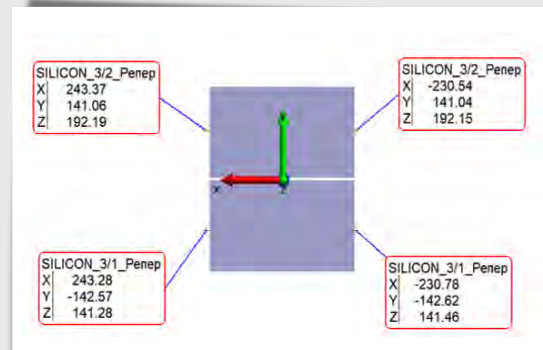 SILICON_3/2_Репер
X 243.37
Y 141.06
Z 192.19
SILICON_3/2_Репер
X -230.54
Y 141.04
Z 192.15
X
Z
SILICON_3/1_Репер
X 243.28
Y -142.57
Z 141.28
SILICON_3/1_Репер
X -230.78
Y -142.62
Z 141.46